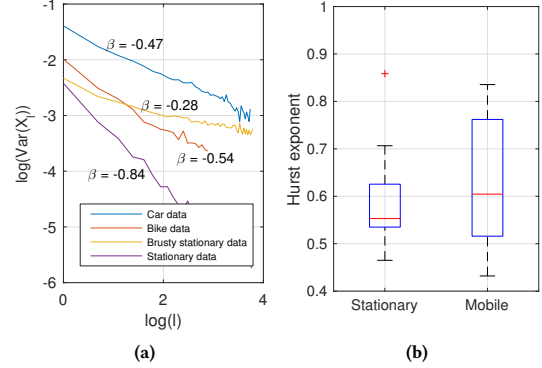 -1
-2
-3
-4
-5
-6
log(Var(X_l))
β = -0.47
β = -0.28
β = -0.54
β = -0.84
Car data
Bike data
Brusty stationary data
Stationary data
0 2 4
log(l)
(a)
1
0.9
0.8
0.7
0.6
0.5
0.4
Hurst exponent
Stationary Mobile
(b)